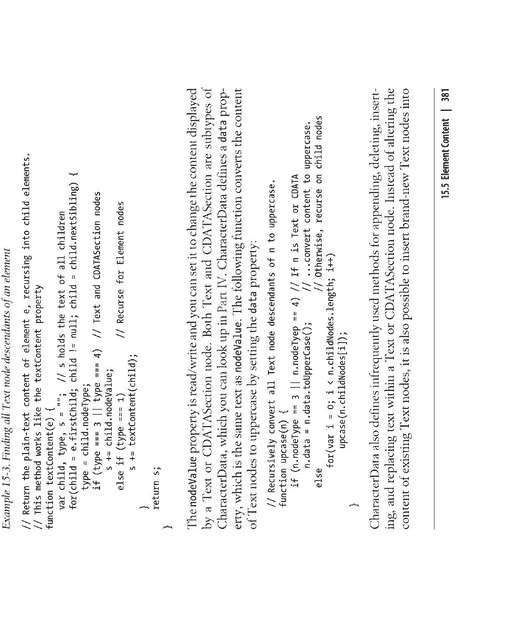 Example 15-3. Finding all Text node descendants of an element
// Return the plain-text content of element e, recursing into child elements.
// This method works like the textContent property
function textContent(e) {
var child, type, s = ""; // s holds the text of all children
for(child = e.firstChild; child != null; child = child.nextSibling) {
type = child.nodeType;
if (type === 3 || type === 4) // Text and CDATASection nodes
s += child.nodeValue;
else if (type === 1) // Recurse for Element nodes
s += textContent(child);
}
return s;
}
The nodeValue property is read/write and you can set it to change the content displayed
by a Text or CDATASection node. Both Text and CDATASection are subtypes of
CharacterData, which you can look up in Part IV. CharacterData defines a data prop-
erty, which is the same text as nodeValue. The following function converts the content
of Text nodes to uppercase by setting the data property:
// Recursively convert all Text node descendants of n to uppercase.
function upcase(n) {
if (n.nodeType == 3 || n.nodeTyep == 4) // If n is Text or CDATA
n.data = n.data.toUpperCase(); // ...convert content to uppercase.
else // Otherwise, recurse on child nodes
for(var i = 0; i < n.childNodes.length; i++)
upcase(n.childNodes[i]);
}
CharacterData also defines infrequently used methods for appending, deleting, insert-
ing, and replacing text within a Text or CDATASection node. Instead of altering the
content of existing Text nodes, it is also possible to insert brand-new Text nodes into
15.5 Element Content | 381